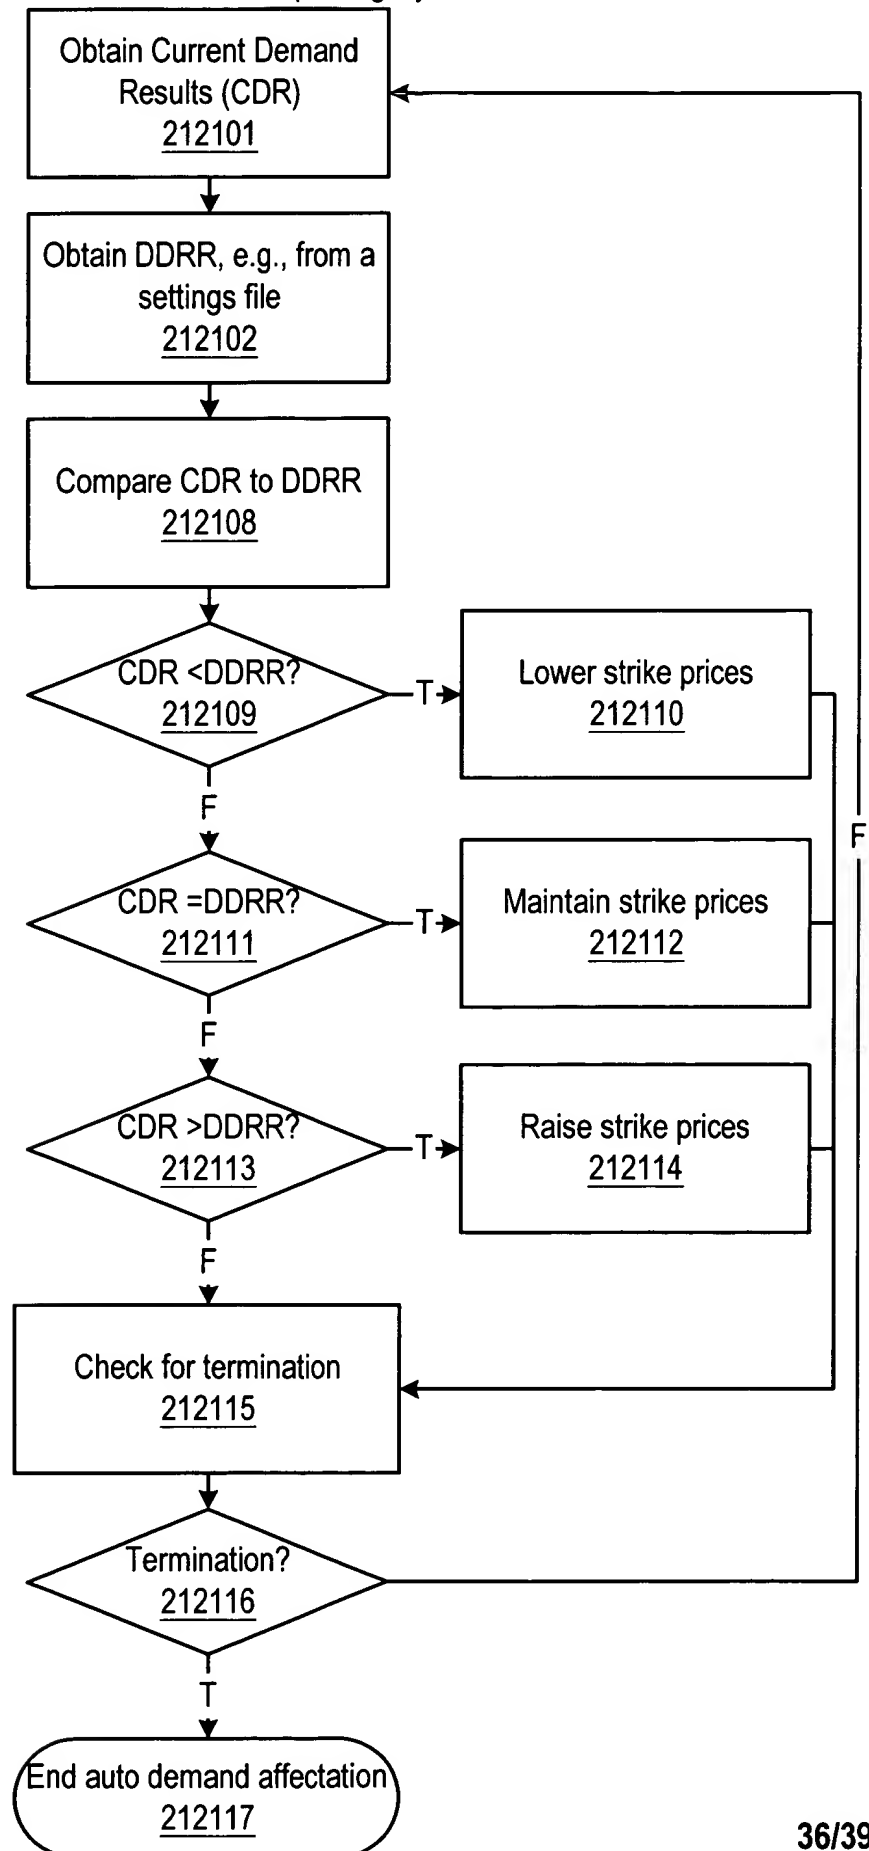 Obtain Current Demand
Results (CDR)
212101
Obtain DDRR, e.g., from a
settings file
212102
Compare CDR to DDRR
212108
CDR <DDRR?
212109
T
Lower strike prices
212110
F
CDR =DDRR?
212111
T
Maintain strike prices
212112
F
F
CDR >DDRR?
212113
T
Raise strike prices
212114
F
Check for termination
212115
Termination?
212116
T
End auto demand affectation
212117
36/39